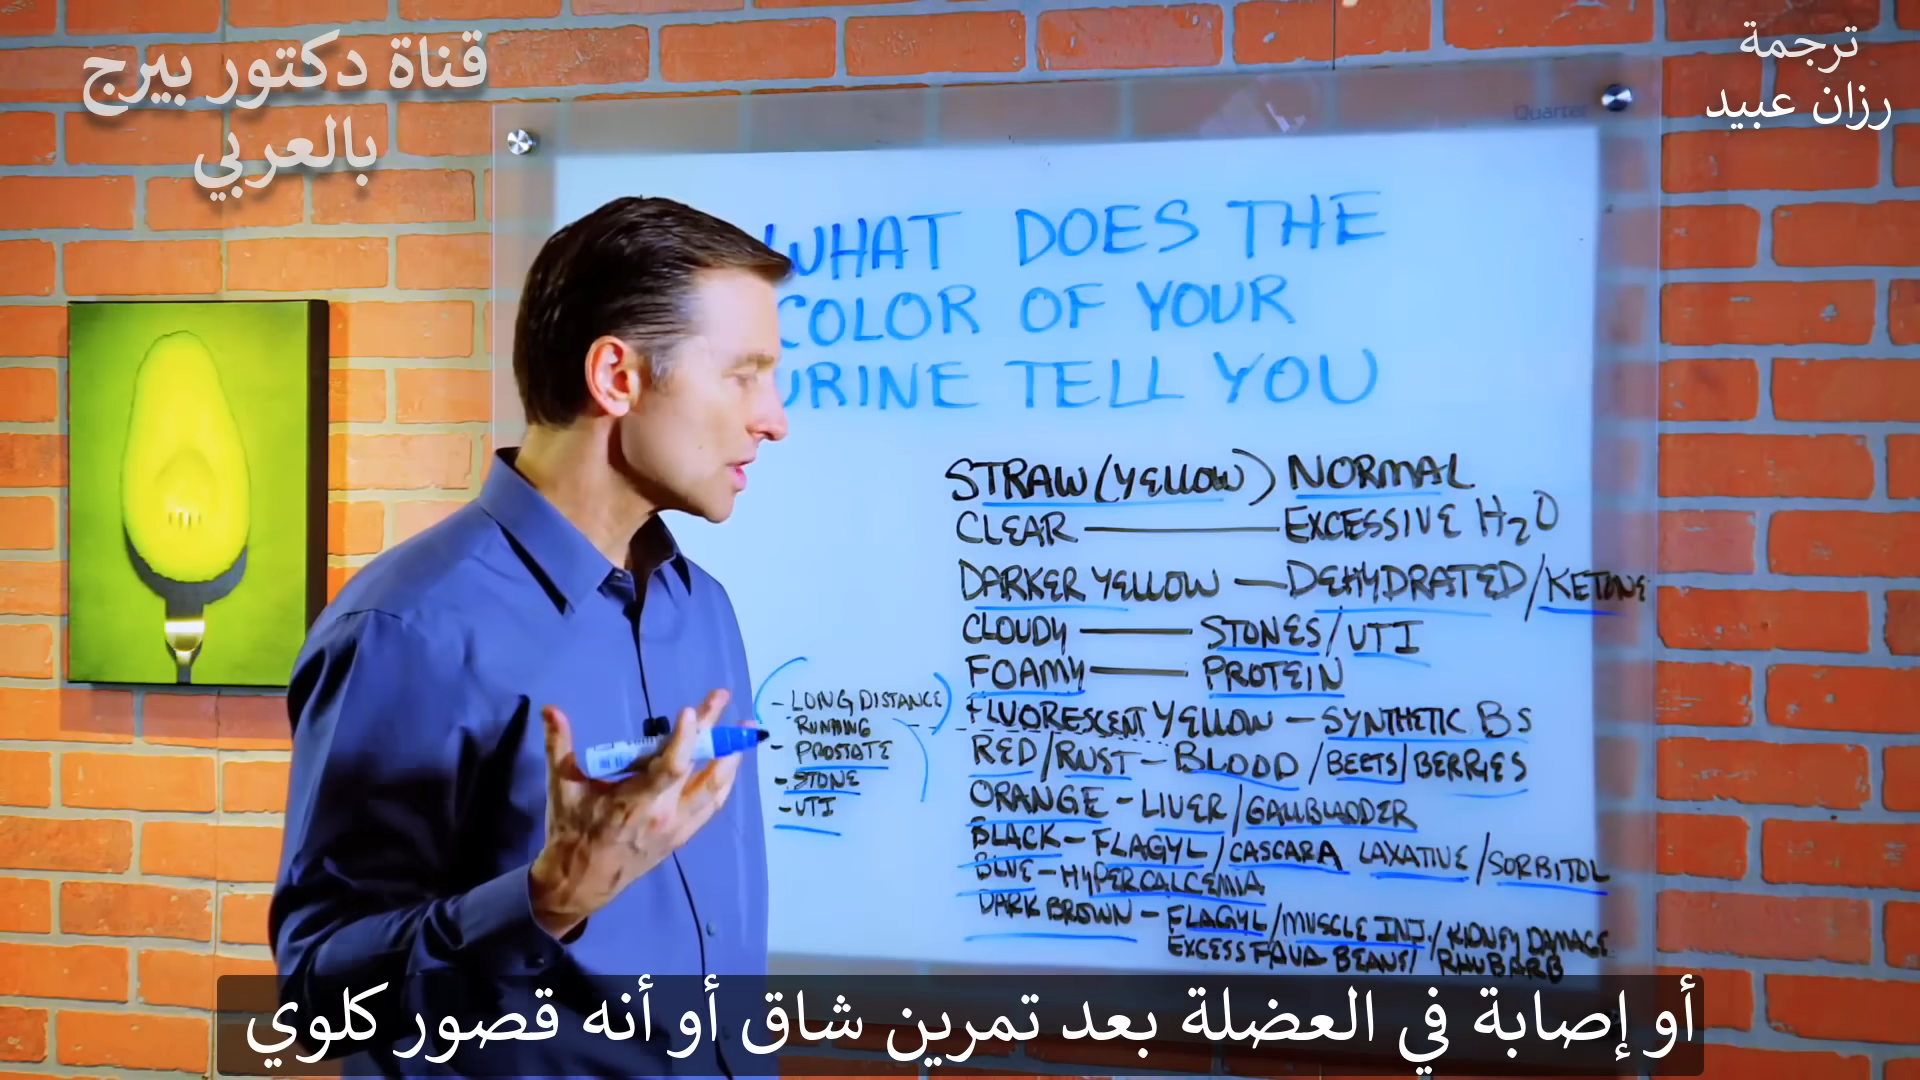 قناة دكتور بيرج
بالعربي
ترجمة
رزان عبيد
Quartet
WHAT DOES THE
COLOR OF YOUR
URINE TELL YOU
STRAW (YELLOW) NORMAL
CLEAR — EXCESSIVE H2O
DARKER YELLOW — DEHYDRATED/KETONE
CLOUDY — STONES/UTI
FOAMY — PROTEIN
FLUORESCENT YELLOW - SYNTHETIC BS
RED/RUST - BLOOD/BEETS/BERRIES
ORANGE - LIVER/GALLBLADDER
BLACK - FLAGYL/CASCARA LAXATIVE/SORBITOL
BLUE - HYPERCALCEMIA
DARK BROWN - FLAGYL/MUSCLE INJ./KIDNEY DAMAGE
EXCESS FAVA BEANS/RHUBARB
- LONG DISTANCE
RUNNING
- PROSTATE
- STONE
- UTI
أو إصابة في العضلة بعد تمرين شاق أو أنه قصور كلوي